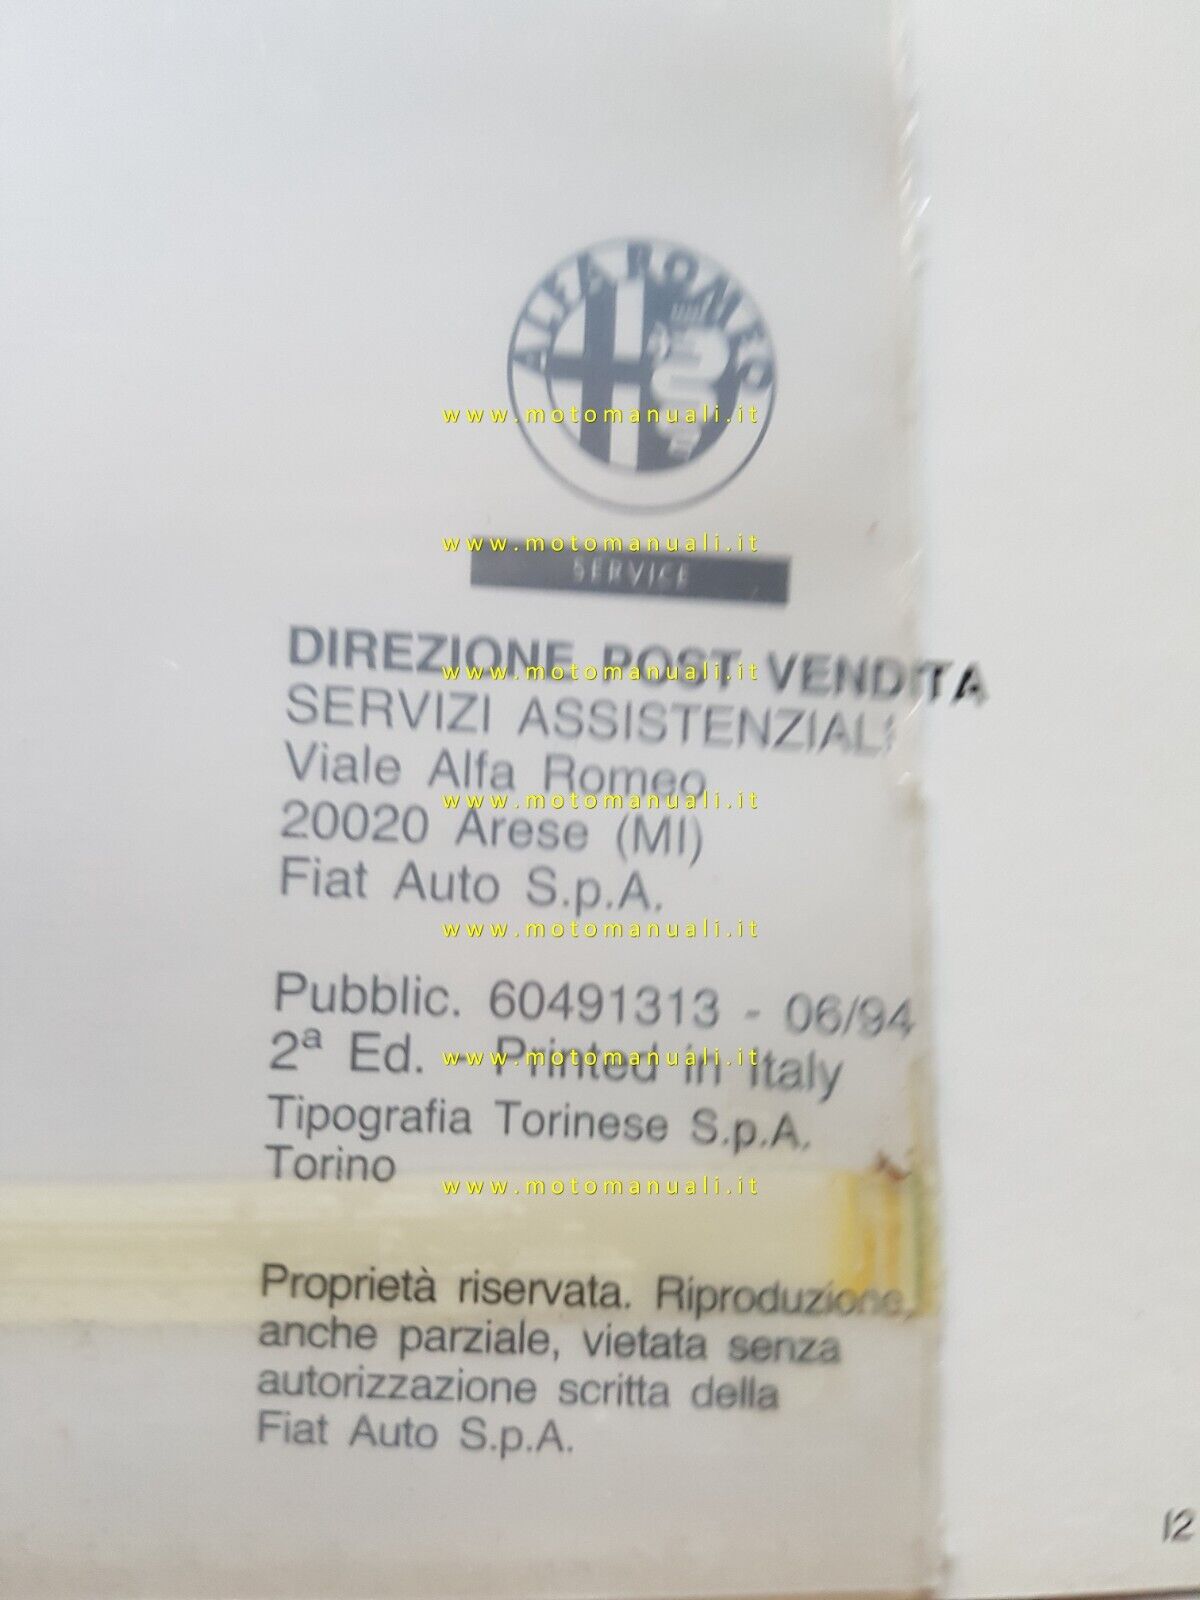 ALFA ROMEO
www.motomanuali.it
www.motomanuali.it
SERVICE
DIREZIONE POST VENDITA
www.motomanuali.it
SERVIZI ASSISTENZIALI
Viale Alfa Romeo
www.motomanuali.it
20020 Arese (MI)
Fiat Auto S.p.A.
www.motomanuali.it
Pubblic. 60491313 - 06/94
2ª Ed. - Printed in Italy
www.motomanuali.it
Tipografia Torinese S.p.A.
Torino
www.motomanuali.it
Proprietà riservata. Riproduzione,
anche parziale, vietata senza
autorizzazione scritta della
Fiat Auto S.p.A.
12